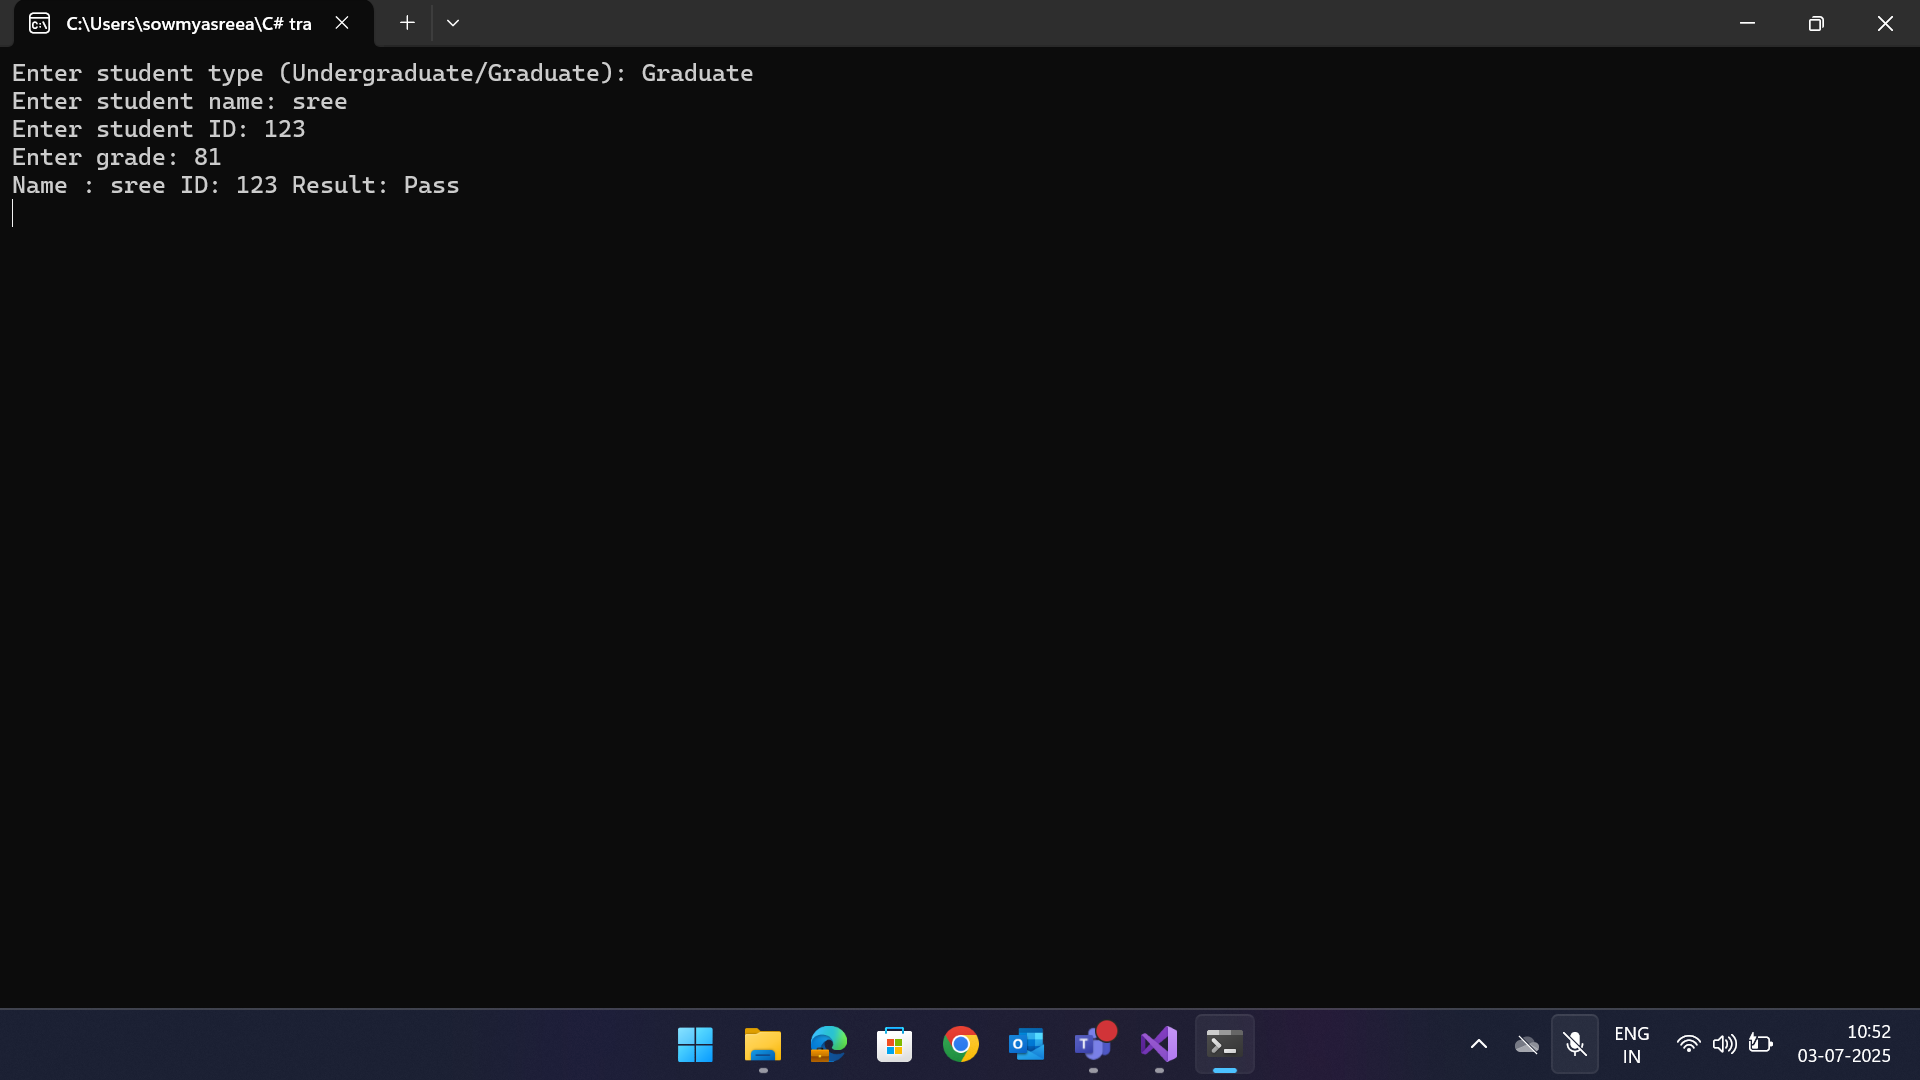 C:\Users\sowmyasreea\C# tra
Enter student type (Undergraduate/Graduate): Graduate
Enter student name: sree
Enter student ID: 123
Enter grade: 81
Name : sree ID: 123 Result: Pass
ENG
IN
10:52
03-07-2025